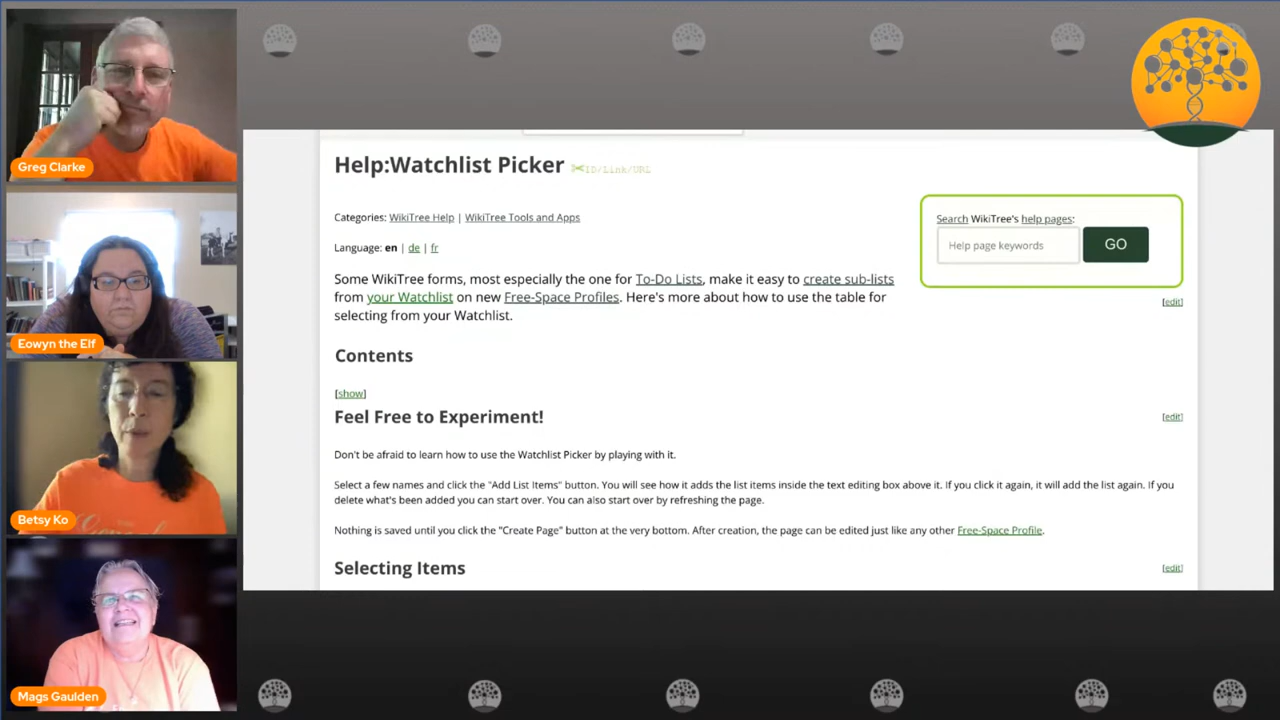 Greg Clarke
Eowyn the Elf
Betsy Ko
Mags Gaulden
Help:Watchlist Picker ID/Link/URL
Categories: WikiTree Help | WikiTree Tools and Apps
Search WikiTree's help pages:
Help page keywords GO
Language: en | de | fr
Some WikiTree forms, most especially the one for To-Do Lists, make it easy to create sub-lists
from your Watchlist on new Free-Space Profiles. Here's more about how to use the table for
selecting from your Watchlist.
[edit]
Contents
[show]
Feel Free to Experiment!
[edit]
Don't be afraid to learn how to use the Watchlist Picker by playing with it.
Select a few names and click the "Add List Items" button. You will see how it adds the list items inside the text editing box above it. If you click it again, it will add the list again. If you
delete what's been added you can start over. You can also start over by refreshing the page.
Nothing is saved until you click the "Create Page" button at the very bottom. After creation, the page can be edited just like any other Free-Space Profile.
Selecting Items
[edit]